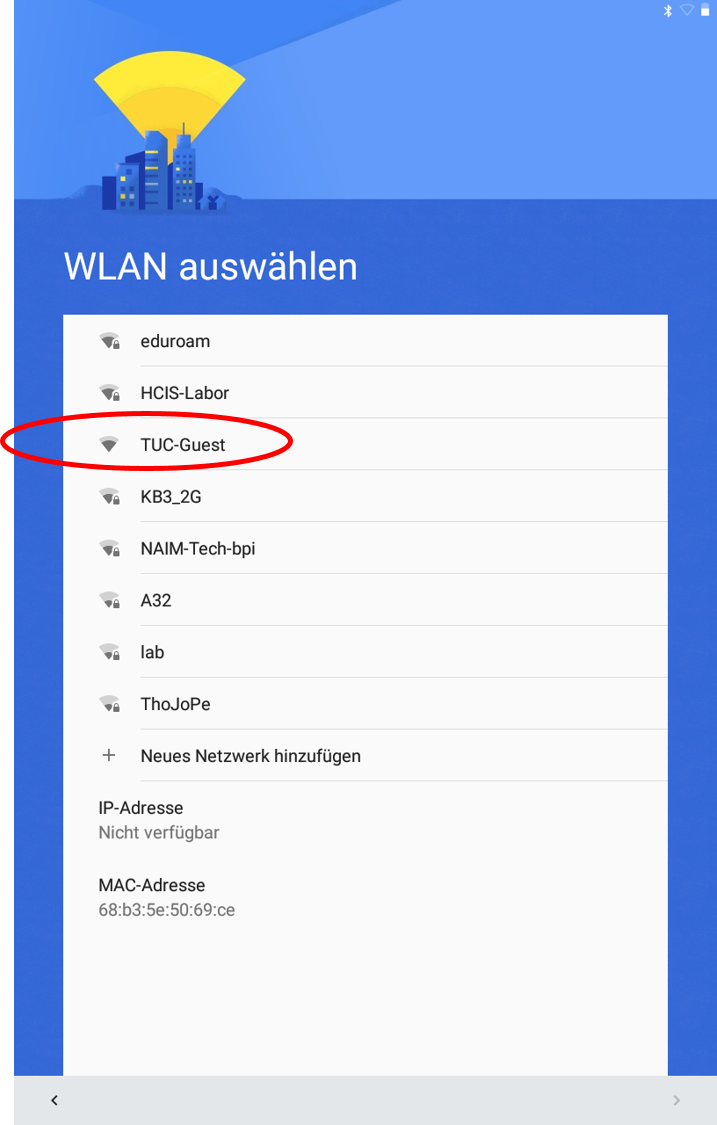 WLAN auswählen
eduroam
HCIS-Labor
TUC-Guest
KB3_2G
NAIM-Tech-bpi
A32
lab
ThoJoPe
Neues Netzwerk hinzufügen
IP-Adresse
Nicht verfügbar
MAC-Adresse
68:b3:5e:50:69:ce